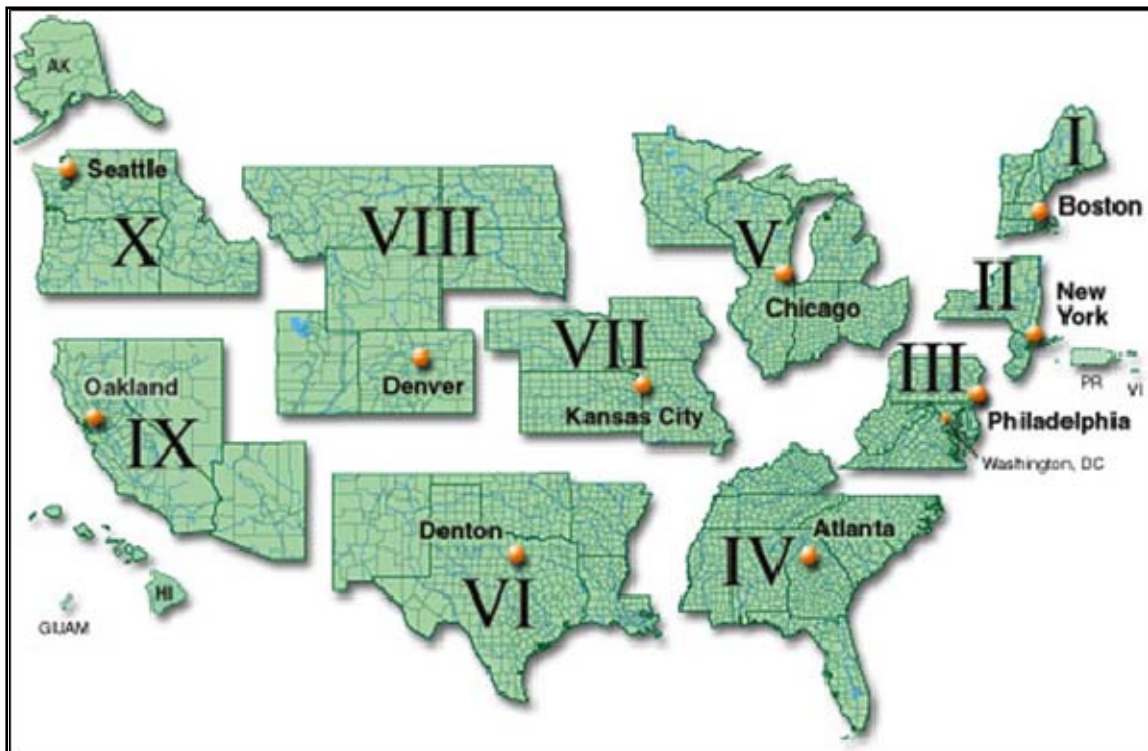 AK
Seattle
X
VIII
V
I
Boston
II
New
York
Chicago
VII
III
PR
VI
Denver
Kansas City
Philadelphia
Washington, DC
Oakland
IX
Denton
VI
IV
Atlanta
HI
GUAM